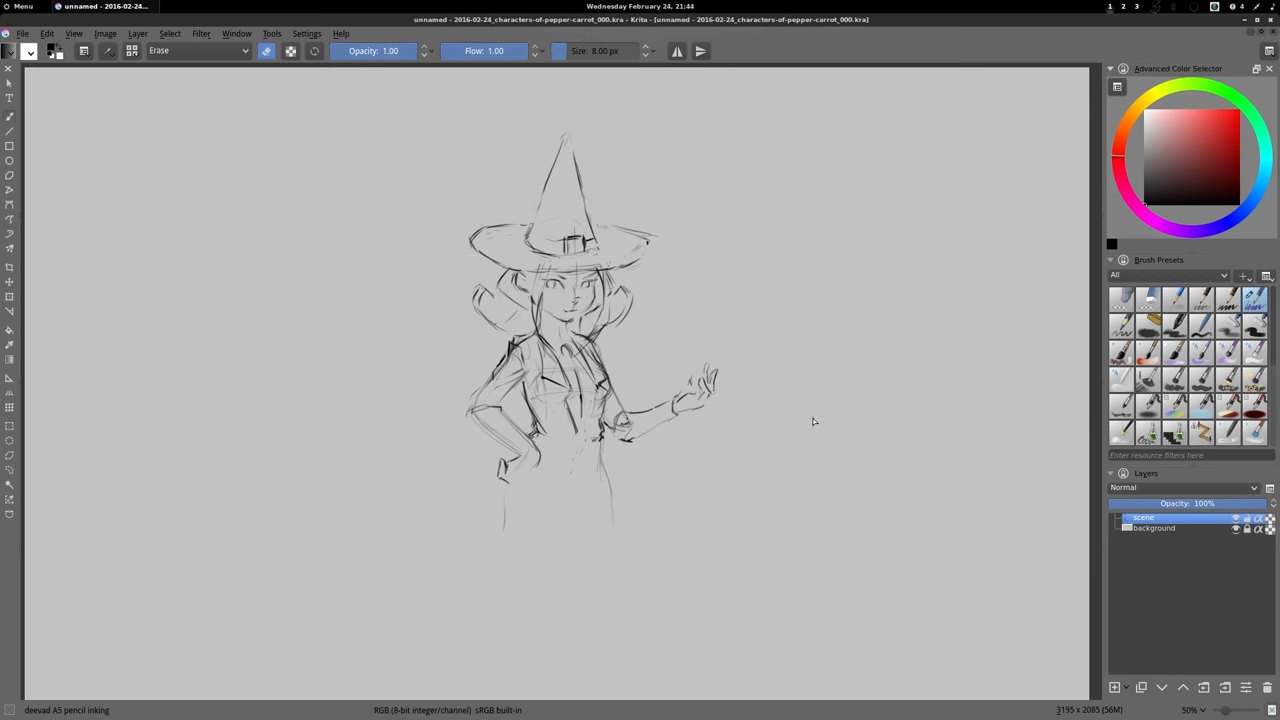 Menu
unnamed - 2016-02-24...
Wednesday February 24, 21:44
1 2 3
4
unnamed - 2016-02-24_characters-of-pepper-carrot_000.kra - Krita - [unnamed - 2016-02-24_characters-of-pepper-carrot_000.kra]
File Edit View Image Layer Select Filter Tools Settings Help
Erase
Opacity: 1.00
Flow: 1.00
Size: 8.00 px
Advanced Color Selector
Brush Presets
All
Enter resource filters here
Layers
Normal
Opacity: 100%
scene
background
deevad A5 pencil inking
RGB (8-bit integer/channel) sRGB built-in
3195 x 2085 (56M)
50%